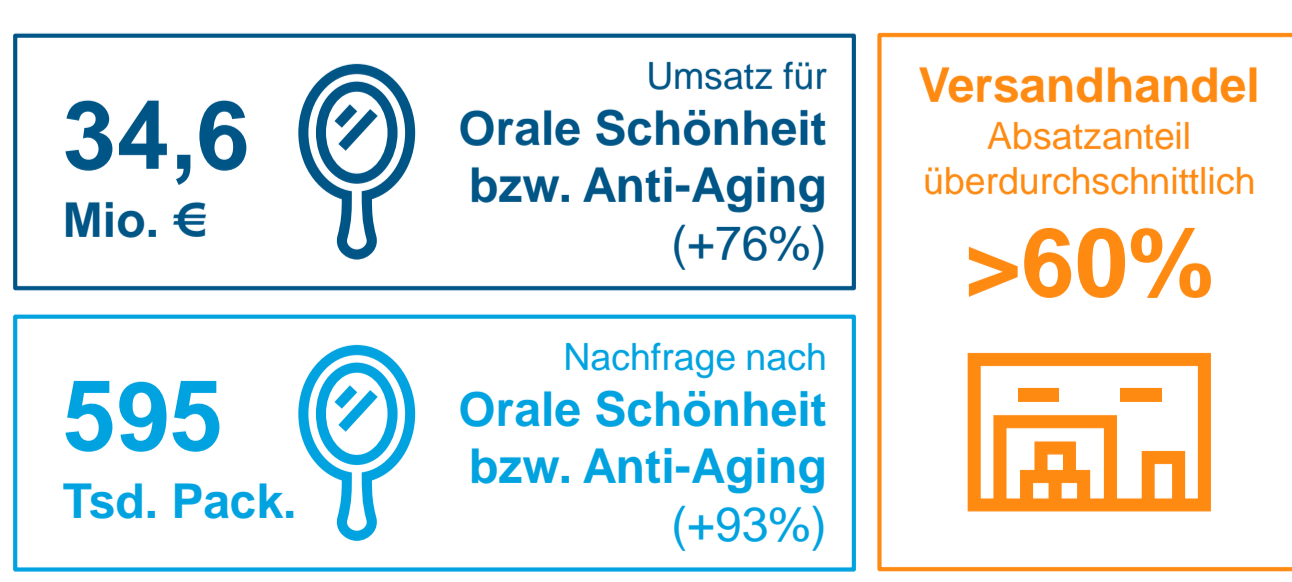 34,6
Mio. €
Umsatz für
Orale Schönheit
bzw. Anti-Aging
(+76%)
595
Tsd. Pack.
Nachfrage nach
Orale Schönheit
bzw. Anti-Aging
(+93%)
Versandhandel
Absatzanteil
überdurchschnittlich
>60%